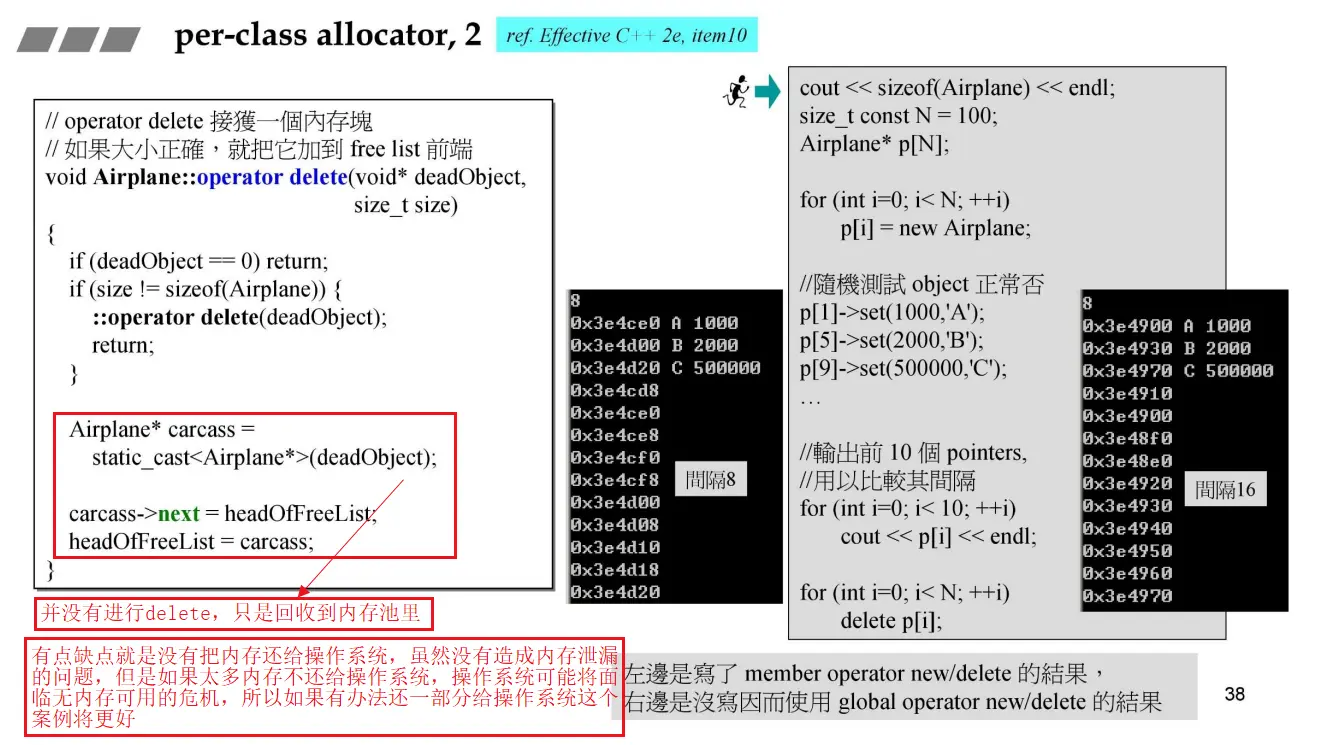 per-class allocator, 2
ref. Effective C++ 2e, item10
// operator delete 接獲一個內存塊
// 如果大小正確，就把它加到 free list 前端
void Airplane::operator delete(void* deadObject,
size_t size)
{
if (deadObject == 0) return;
if (size != sizeof(Airplane)) {
::operator delete(deadObject);
return;
}
Airplane* carcass =
static_cast<Airplane*>(deadObject);
carcass->next = headOfFreeList;
headOfFreeList = carcass;
}
并没有进行delete，只是回收到内存池里
有点缺点就是没有把内存还给操作系统，虽然没有造成内存泄漏
的问题，但是如果太多内存不还给操作系统，操作系统可能将面
临无内存可用的危机，所以如果有办法还一部分给操作系统这个
案例将更好
8
0x3e4ce0 A 1000
0x3e4d00 B 2000
0x3e4d20 C 500000
0x3e4cd8
0x3e4ce0
0x3e4ce8
0x3e4cf0
0x3e4cf8
0x3e4d00
0x3e4d08
0x3e4d10
0x3e4d18
0x3e4d20
間隔8
cout << sizeof(Airplane) << endl;
size_t const N = 100;
Airplane* p[N];
for (int i=0; i< N; ++i)
p[i] = new Airplane;
//隨機測試 object 正常否
p[1]->set(1000,'A');
p[5]->set(2000,'B');
p[9]->set(500000,'C');
…
//輸出前 10 個 pointers,
//用以比較其間隔
for (int i=0; i< 10; ++i)
cout << p[i] << endl;
for (int i=0; i< N; ++i)
delete p[i];
8
0x3e4900 A 1000
0x3e4930 B 2000
0x3e4970 C 500000
0x3e4910
0x3e4900
0x3e48f0
0x3e48e0
0x3e4920
0x3e4930
0x3e4940
0x3e4950
0x3e4960
0x3e4970
間隔16
左邊是寫了 member operator new/delete 的結果，
右邊是沒寫因而使用 global operator new/delete 的結果
38